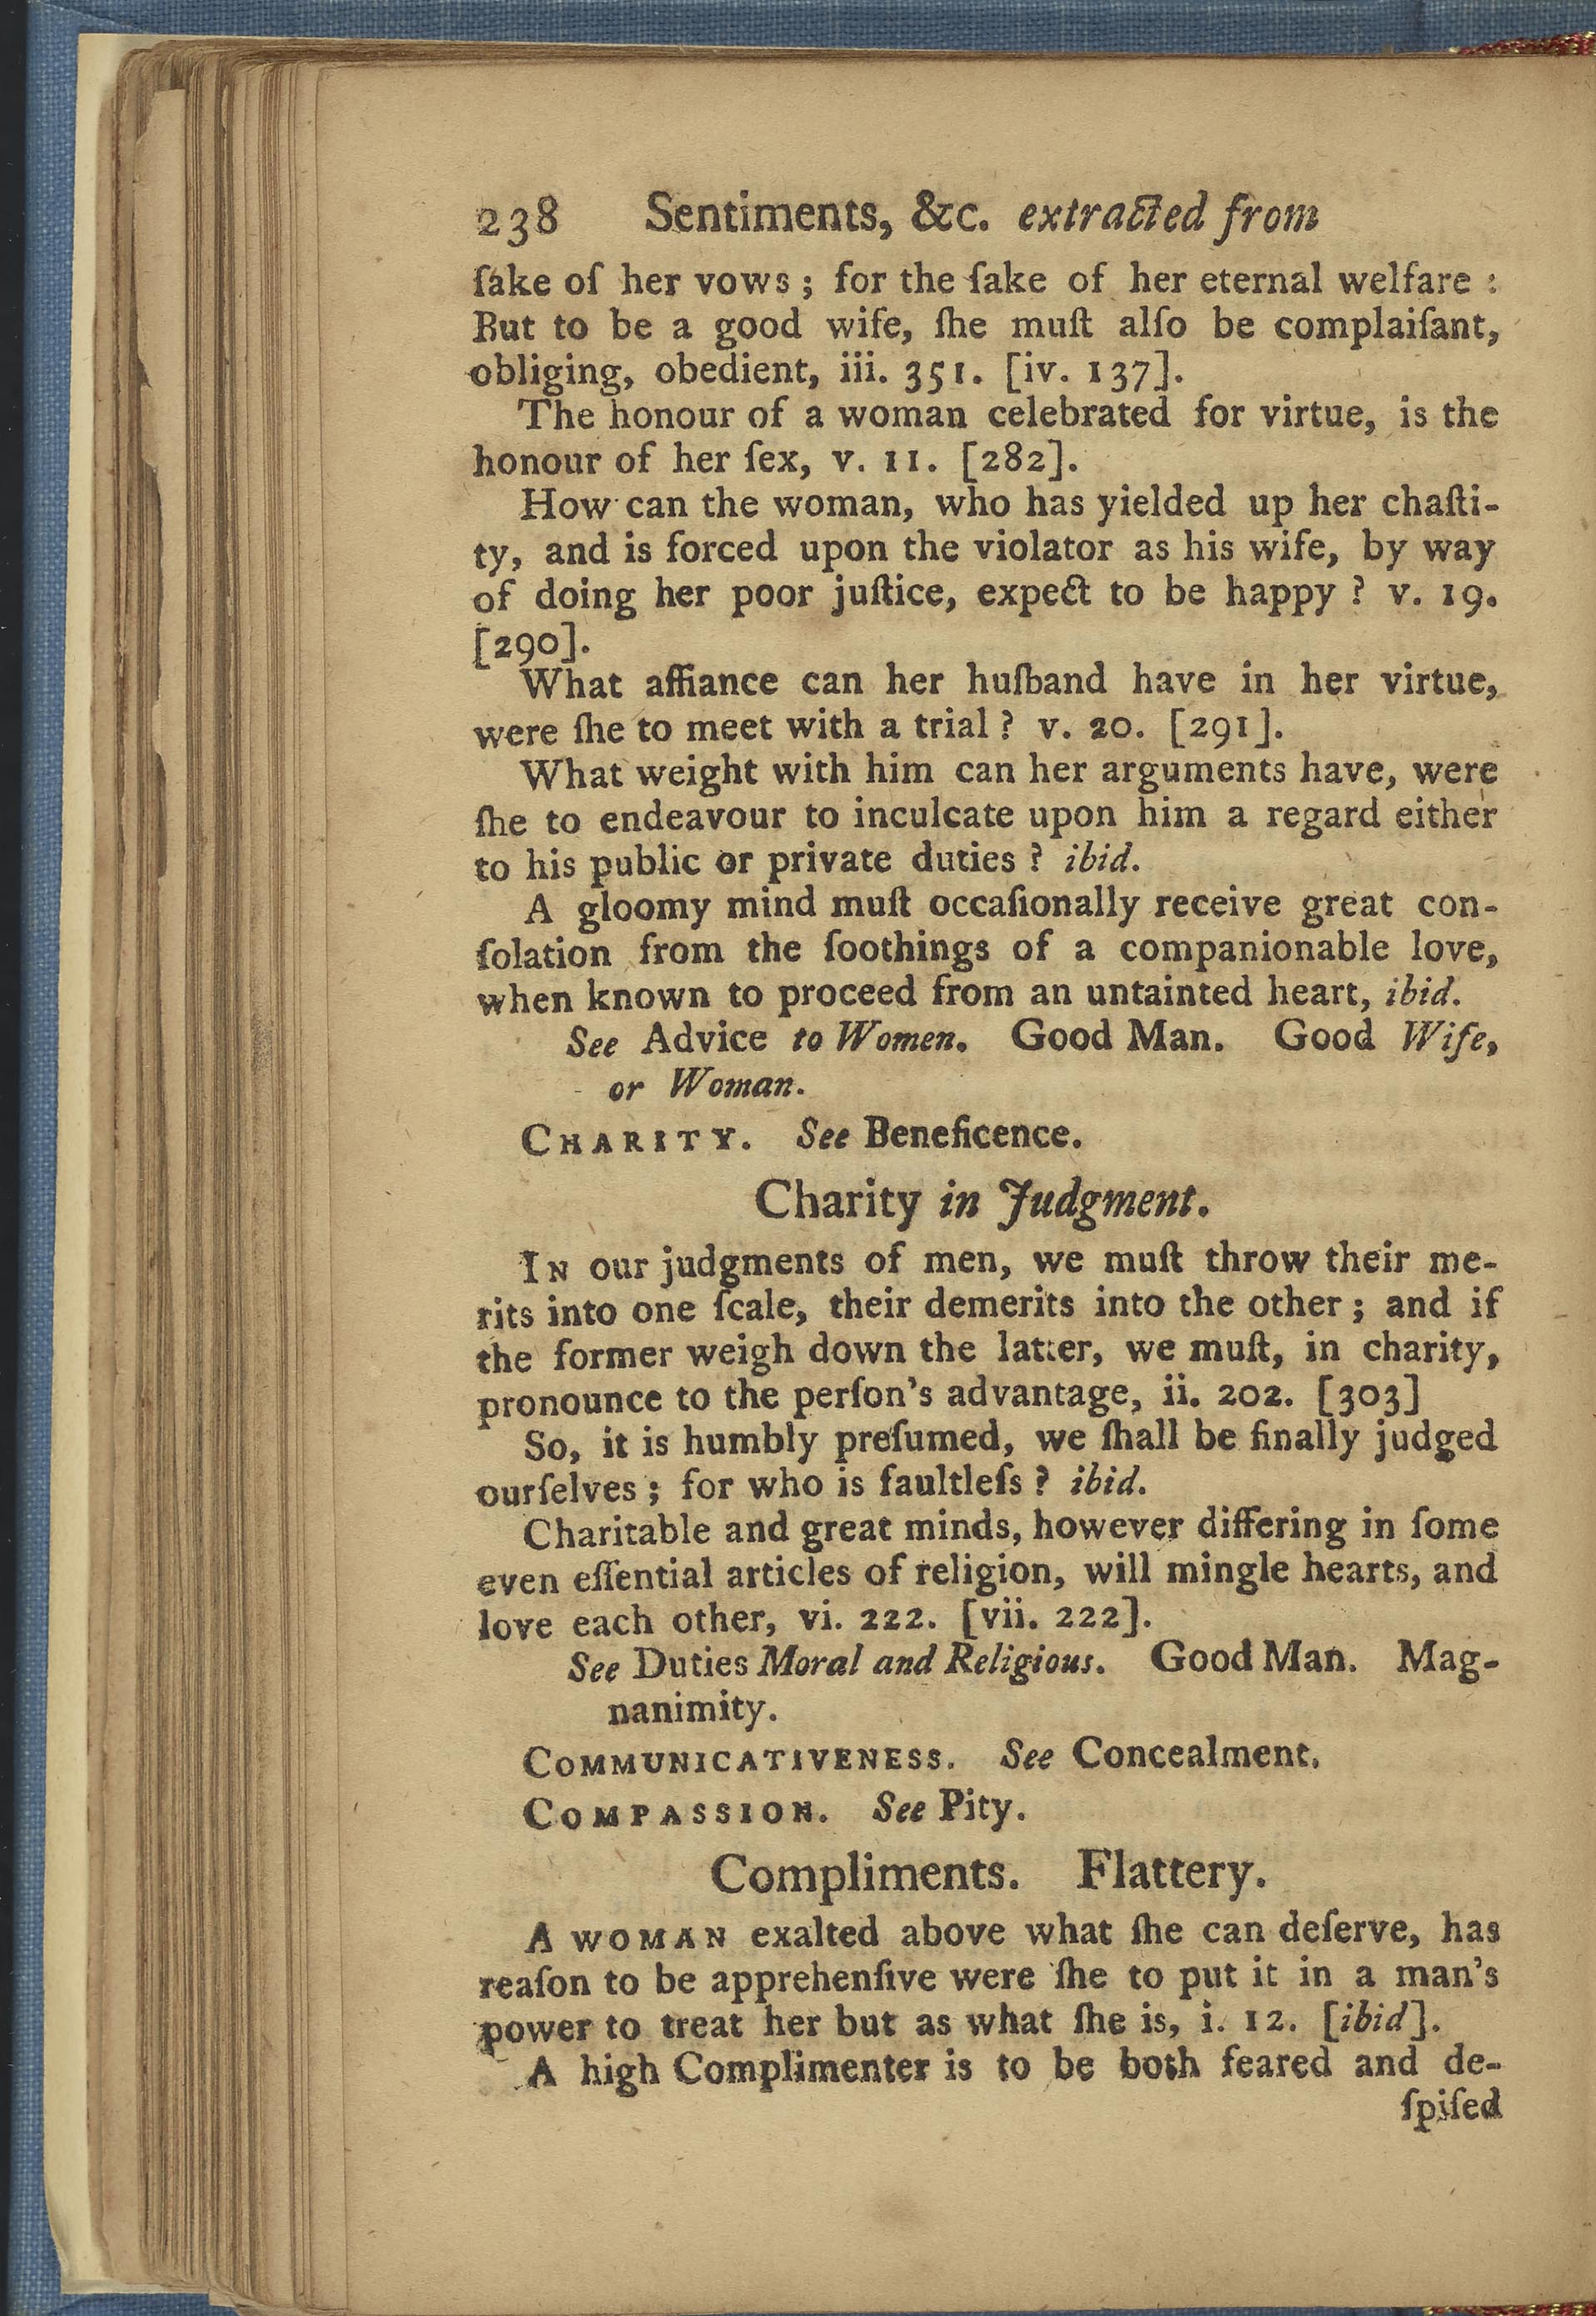 238 Sentiments, &c. extracted from
ſake of her vows ; for the ſake of her eternal welfare :
But to be a good wife, ſhe muſt alſo be complaiſant,
obliging, obedient, iii. 351. [iv. 137].
The honour of a woman celebrated for virtue, is the
honour of her ſex, v. 11. [282].
How can the woman, who has yielded up her chaſti-
ty, and is forced upon the violator as his wife, by way
of doing her poor juſtice, expect to be happy ? v. 19.
[290].
What affiance can her huſband have in her virtue,
were ſhe to meet with a trial ? v. 20. [291].
What weight with him can her arguments have, were
ſhe to endeavour to inculcate upon him a regard either
to his public or private duties ? ibid.
A gloomy mind muſt occaſionally receive great con-
ſolation from the ſoothings of a companionable love,
when known to proceed from an untainted heart, ibid.
See Advice to Women. Good Man. Good Wife,
or Woman.
CHARITY. See Beneficence.
Charity in Judgment.
IN our judgments of men, we muſt throw their me-
rits into one ſcale, their demerits into the other ; and if
the former weigh down the latter, we muſt, in charity,
pronounce to the perſon's advantage, ii. 202. [303]
So, it is humbly preſumed, we ſhall be finally judged
ourſelves ; for who is faultleſs ? ibid.
Charitable and great minds, however differing in ſome
even eſſential articles of religion, will mingle hearts, and
love each other, vi. 222. [vii. 222].
See Duties Moral and Religious. Good Man. Mag-
nanimity.
COMMUNICATIVENESS. See Concealment.
COMPASSION. See Pity.
Compliments. Flattery.
A WOMAN exalted above what ſhe can deſerve, has
reaſon to be apprehenſive were ſhe to put it in a man's
power to treat her but as what ſhe is, i. 12. [ibid].
A high Complimenter is to be both feared and de-
ſpiſed